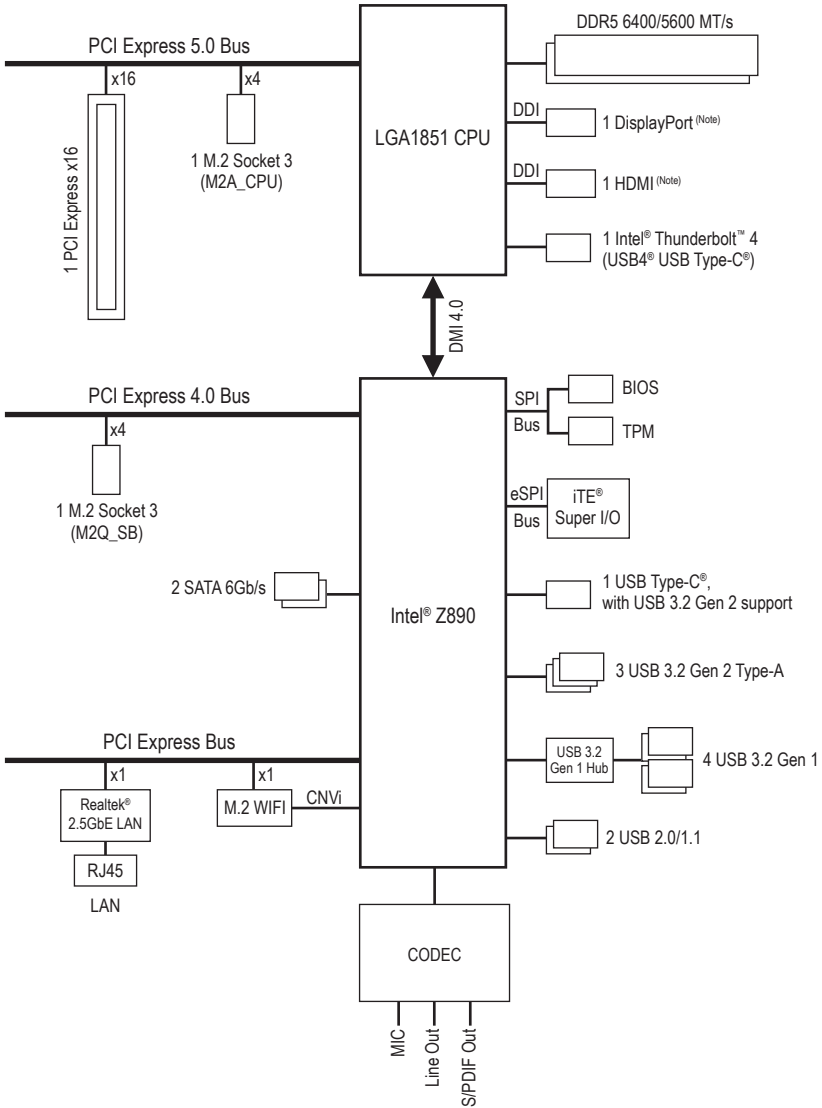 DDR5 6400/5600 MT/s
PCI Express 5.0 Bus
x16
x4
1 PCI Express x16
1 M.2 Socket 3
(M2A_CPU)
LGA1851 CPU
DDI
1 DisplayPort (Note)
DDI
1 HDMI (Note)
1 Intel® Thunderbolt™ 4
(USB4® USB Type-C®)
DMI 4.0
PCI Express 4.0 Bus
x4
1 M.2 Socket 3
(M2Q_SB)
SPI
Bus
BIOS
TPM
eSPI
Bus
iTE®
Super I/O
2 SATA 6Gb/s
Intel® Z890
1 USB Type-C®,
with USB 3.2 Gen 2 support
3 USB 3.2 Gen 2 Type-A
PCI Express Bus
x1
x1
Realtek®
2.5GbE LAN
M.2 WIFI
CNVi
RJ45
LAN
USB 3.2
Gen 1 Hub
4 USB 3.2 Gen 1
2 USB 2.0/1.1
CODEC
MIC
Line Out
S/PDIF Out